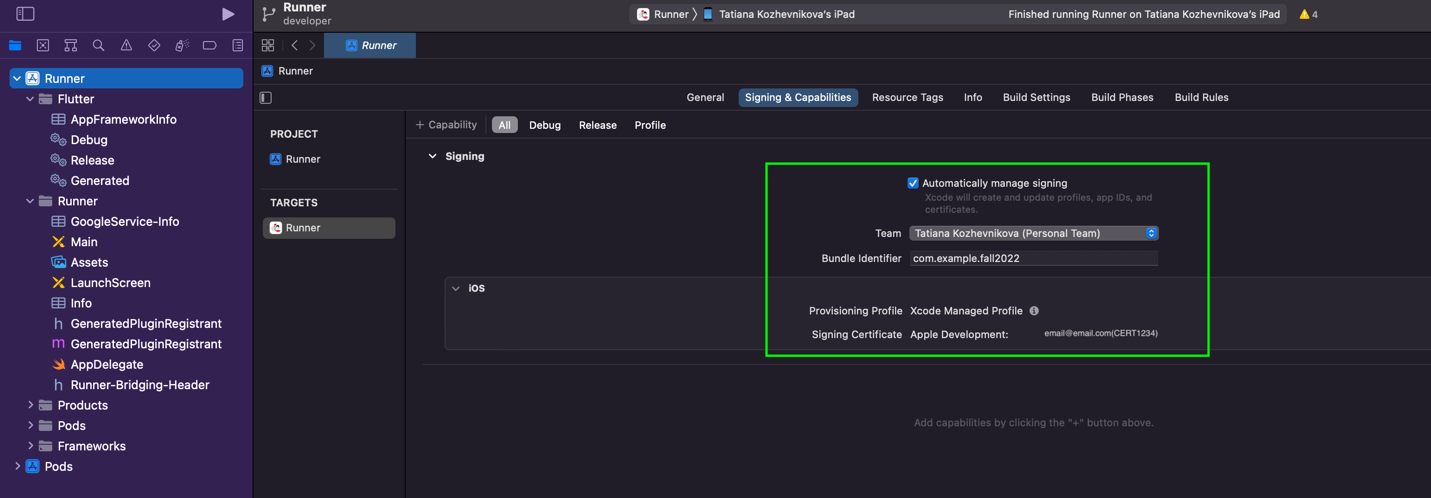 Runner
developer
Runner
Tatiana Kozhevnikova's iPad
Finished running Runner on Tatiana Kozhevnikova's iPad
4
Runner
Runner
General
Signing & Capabilities
Resource Tags
Info
Build Settings
Build Phases
Build Rules
Runner
Flutter
AppFrameworkInfo
Debug
Release
Generated
Runner
GoogleService-Info
Main
Assets
LaunchScreen
Info
h GeneratedPluginRegistrant
m GeneratedPluginRegistrant
AppDelegate
h Runner-Bridging-Header
Products
Pods
Frameworks
Pods
PROJECT
Runner
TARGETS
Runner
+ Capability
All
Debug
Release
Profile
Signing
Automatically manage signing
Xcode will create and update profiles, app IDs, and
certificates.
Team Tatiana Kozhevnikova (Personal Team)
Bundle Identifier com.example.fall2022
iOS
Provisioning Profile Xcode Managed Profile
Signing Certificate Apple Development: email@email.com(CERT1234)
Add capabilities by clicking the "+" button above.